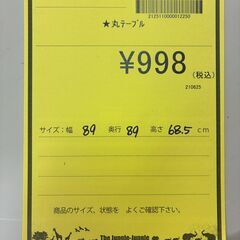 2123110000012250
★丸ﾃｰﾌﾞﾙ
¥998
(税込)
210625
サイズ:幅 89 奥行 89 高さ 68.5 cm
商品のサイズ、状態を よくご確認下さい。
The Jungle-Jungle